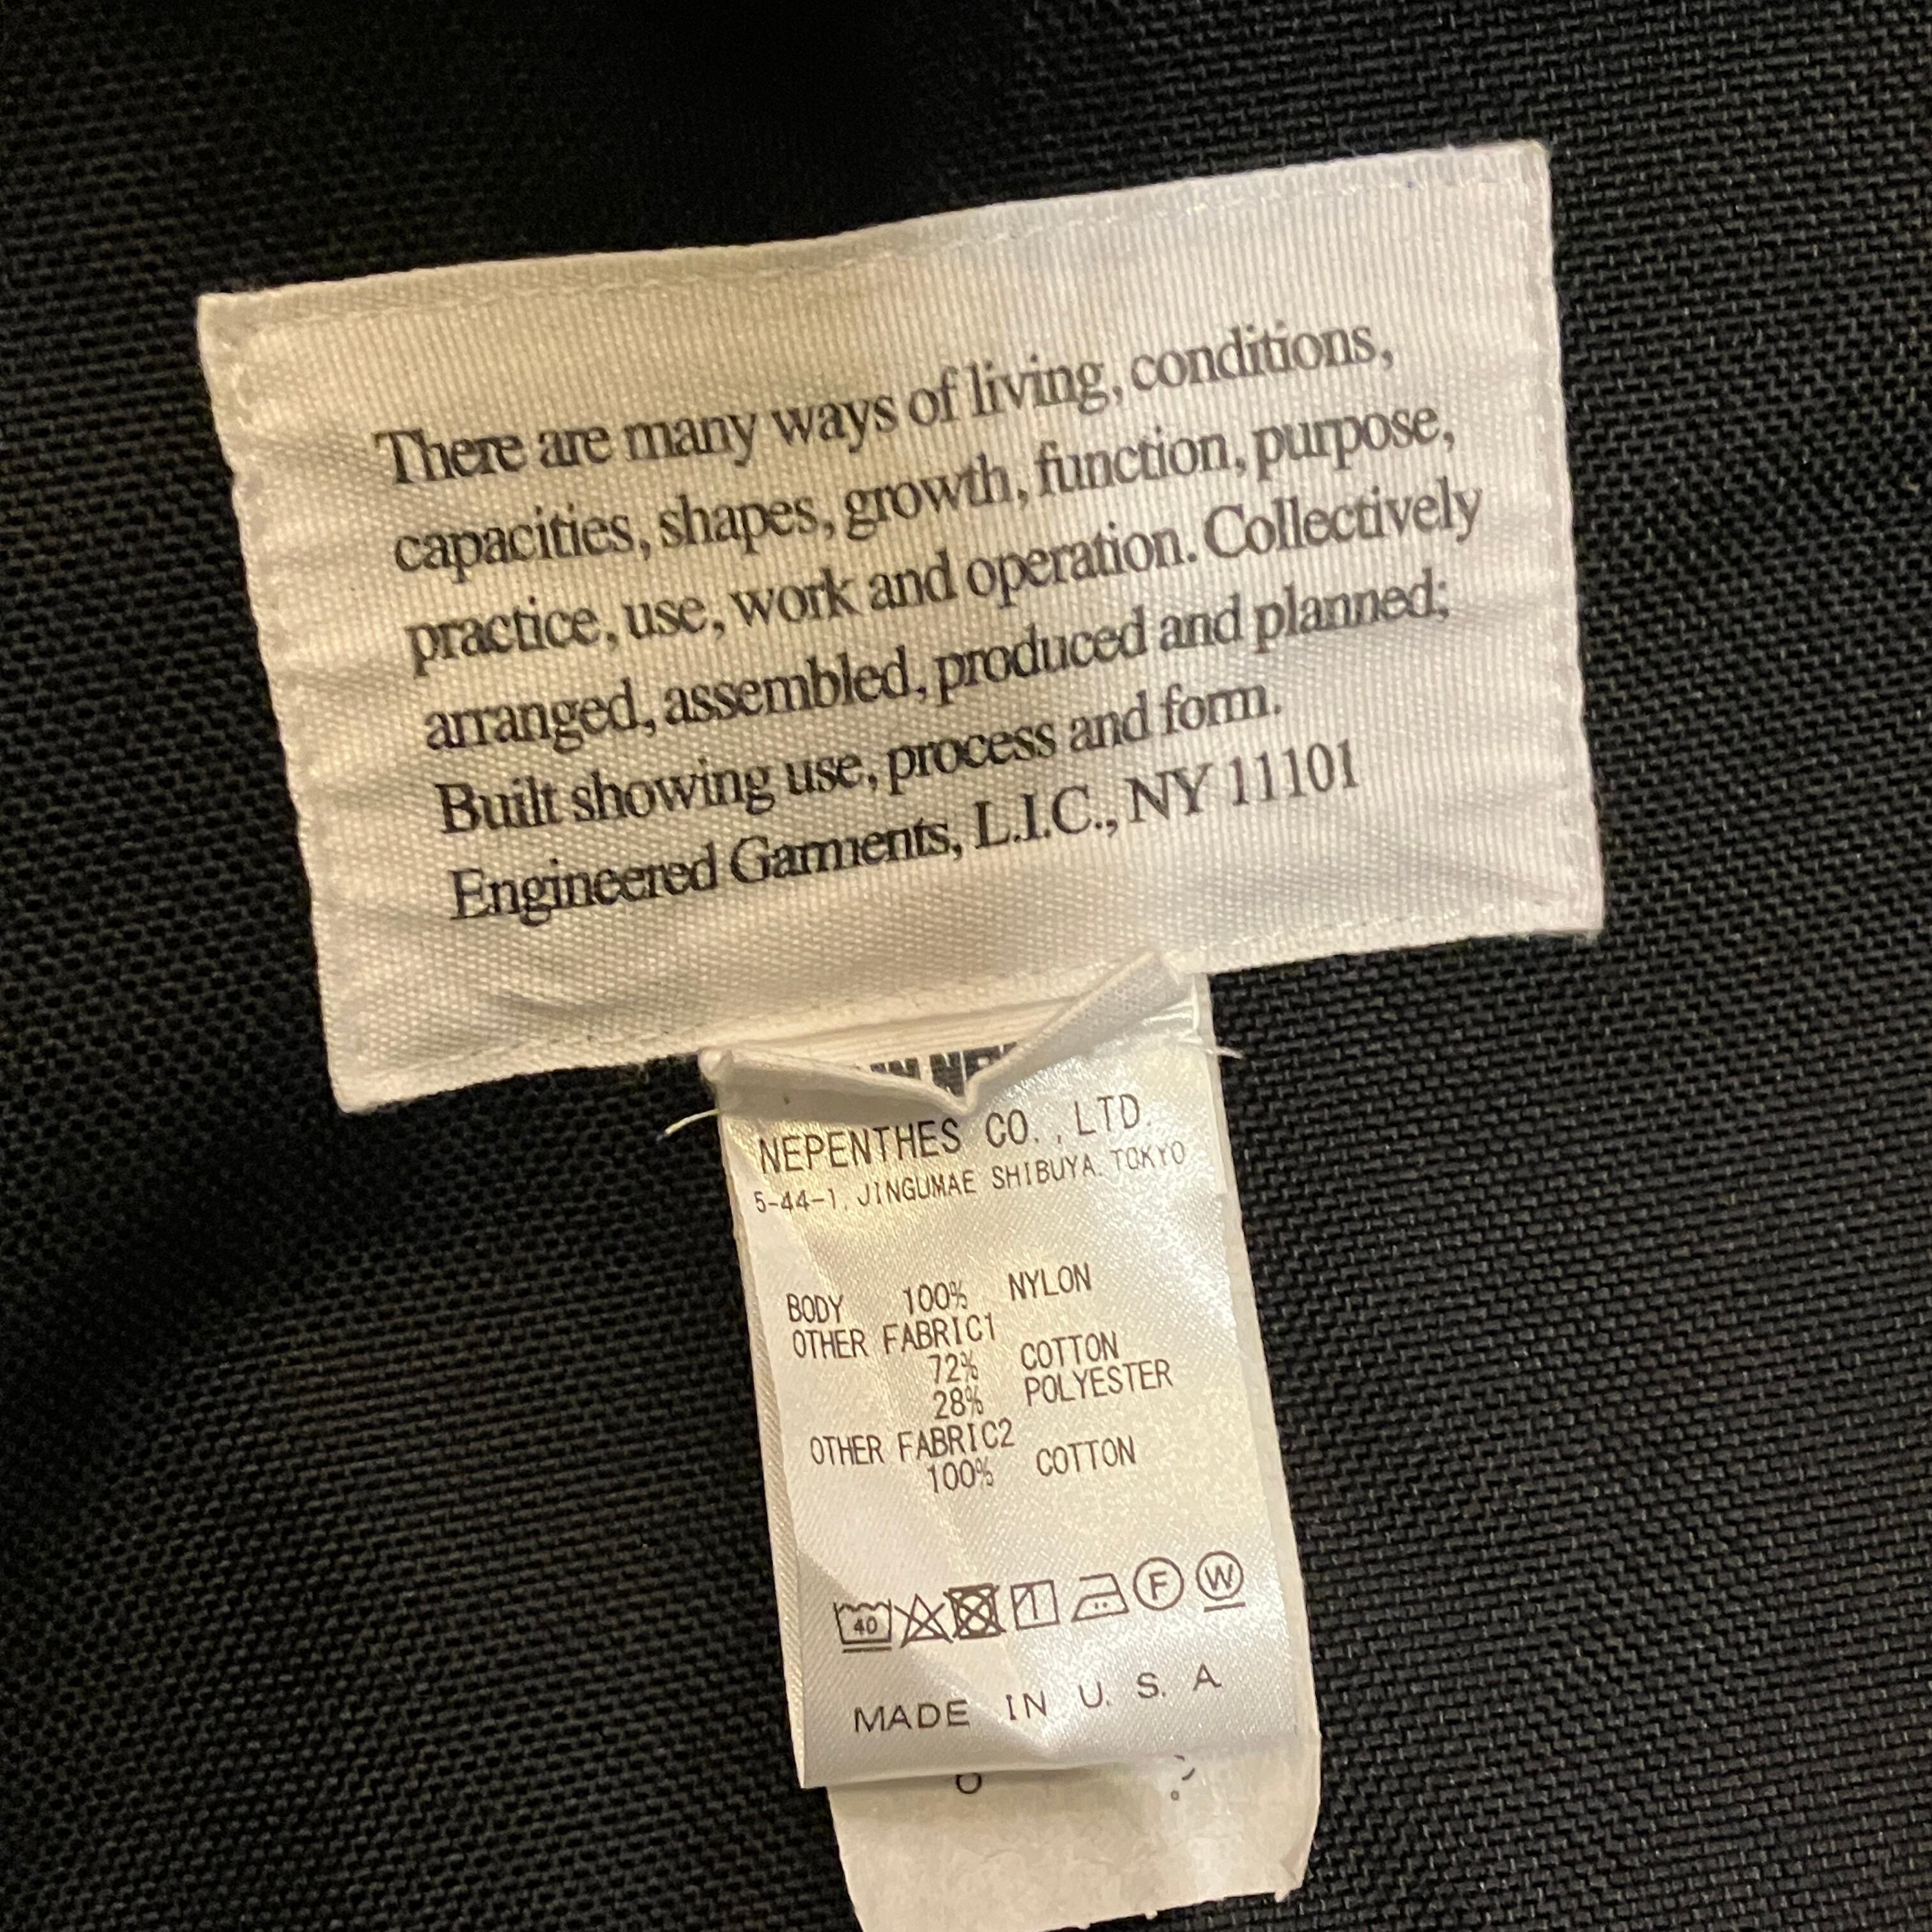 There are many ways of living, conditions,
capacities, shapes, growth, function, purpose,
practice, use, work and operation. Collectively
arranged, assembled, produced and planned;
Built showing use, process and form.
Engineered Garments, L.I.C., NY 11101
NEPENTHES CO., LTD.
5-44-1, JINGUMAE SHIBUYA. TOKYO
BODY 100% NYLON
OTHER FABRIC1
72% COTTON
28% POLYESTER
OTHER FABRIC2
100% COTTON
40 F W
MADE IN U.S.A